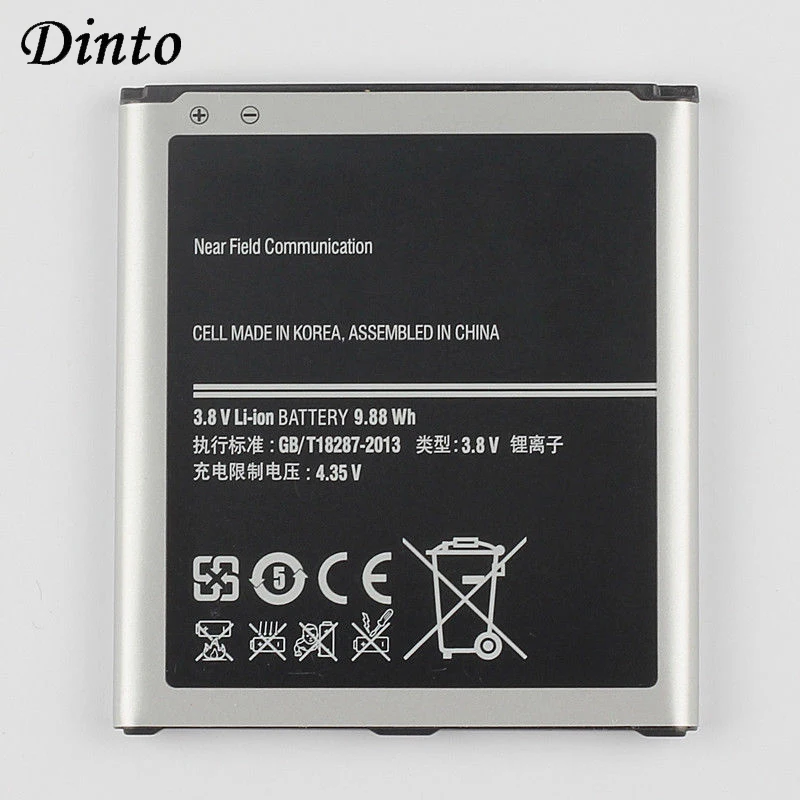 Dinto
Near Field Communication
CELL MADE IN KOREA, ASSEMBLED IN CHINA
3.8 V Li-ion BATTERY 9.88 Wh
执行标准：GB/T18287-2013 类型：3.8 V 锂离子
充电限制电压：4.35 V
5 CE